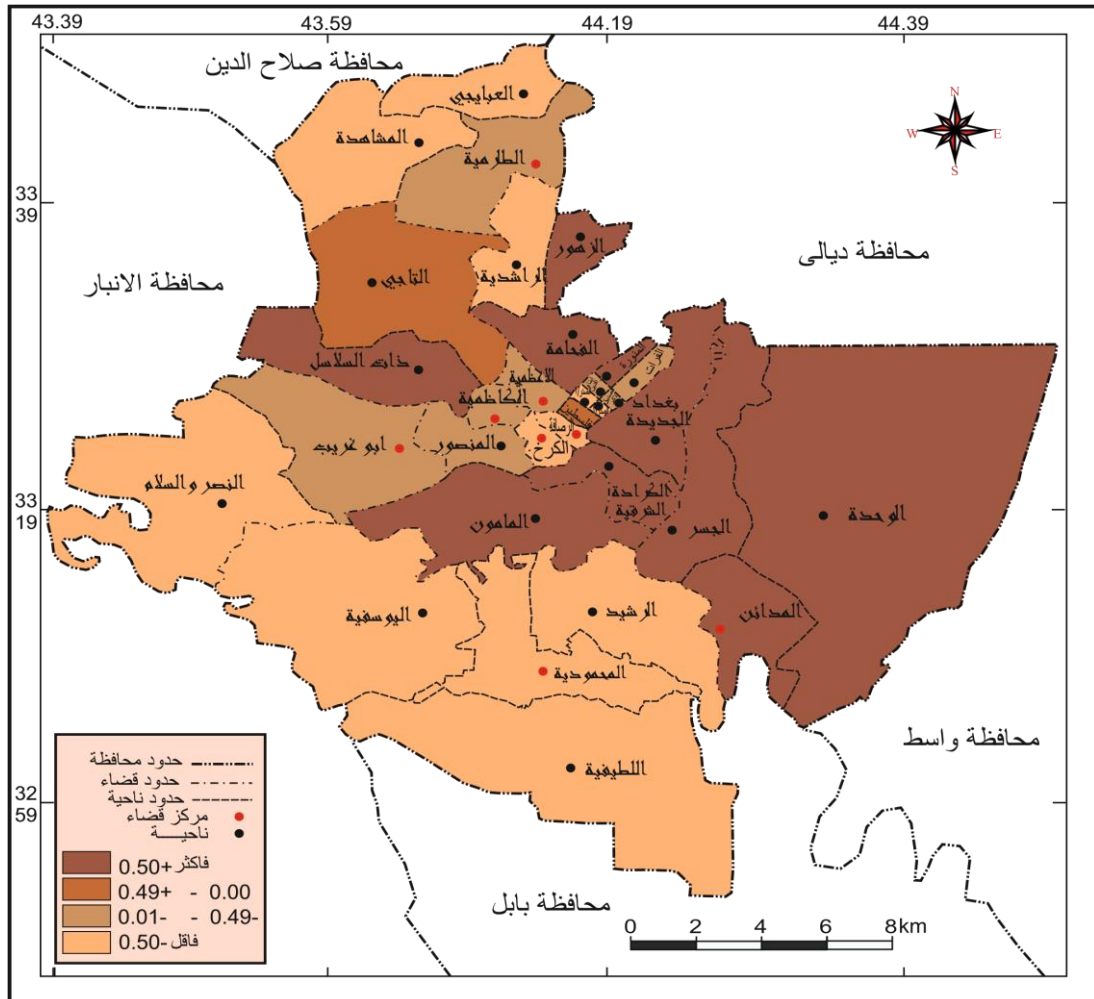 43.39 43.59 44.19 44.39
محافظة صلاح الدين
N
W E
S
العبايجي
المشاهدة
الطارمية
33
39
الزهور
محافظة ديالى
الراشدية
محافظة الانبار
التاجي
الفحامة
ذات السلاسل
الاعظمية
الكاظمية
بغداد
الجديدة
المنصور
الرصافة
الكرخ
ابو غريب
النصر والسلام
33
19
الكرادة
الشرقية
المامون
الجسر
الوحدة
المدائن
الرشيد
اليوسفية
المحمودية
محافظة واسط
اللطيفية
32
59
محافظة بابل
حدود محافظة
حدود قضاء
حدود ناحية
مركز قضاء
ناحيـــــة
0.50+ فاكثر
0.49+ - 0.00
0.01- - 0.49-
0.50- فاقل
0 2 4 6 8km